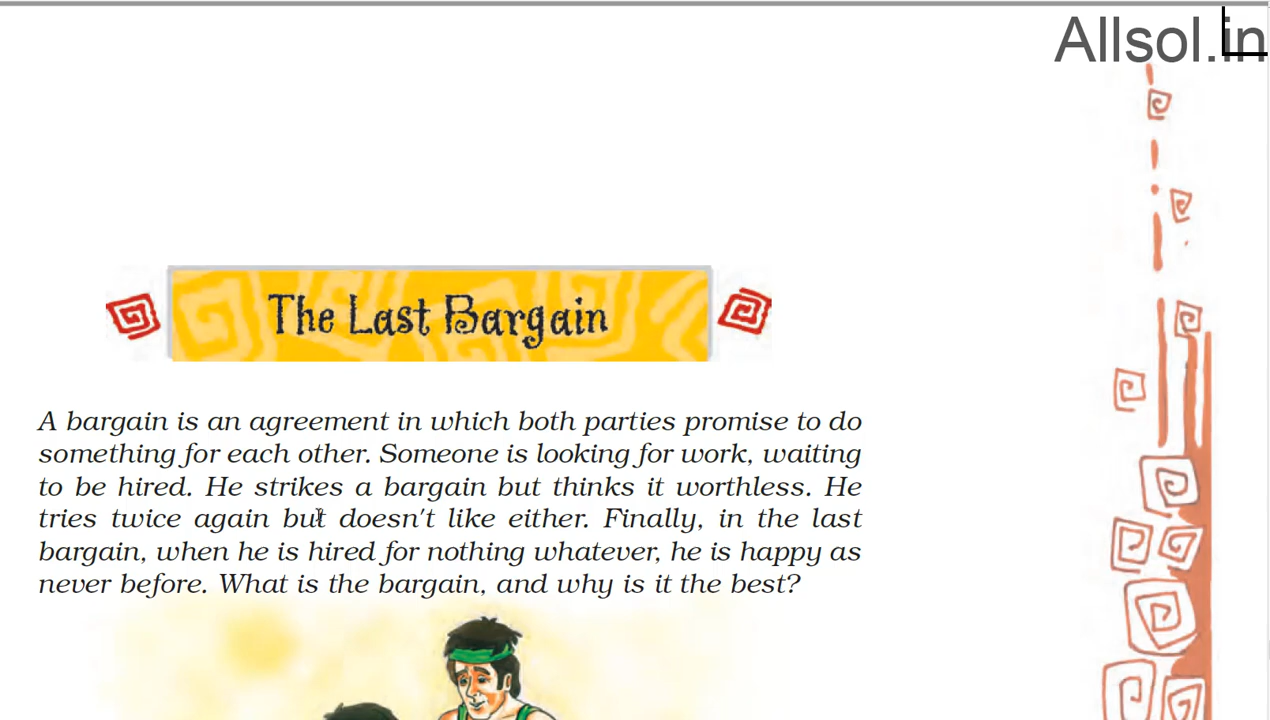 Allsol.in
The Last Bargain
A bargain is an agreement in which both parties promise to do
something for each other. Someone is looking for work, waiting
to be hired. He strikes a bargain but thinks it worthless. He
tries twice again but doesn't like either. Finally, in the last
bargain, when he is hired for nothing whatever, he is happy as
never before. What is the bargain, and why is it the best?